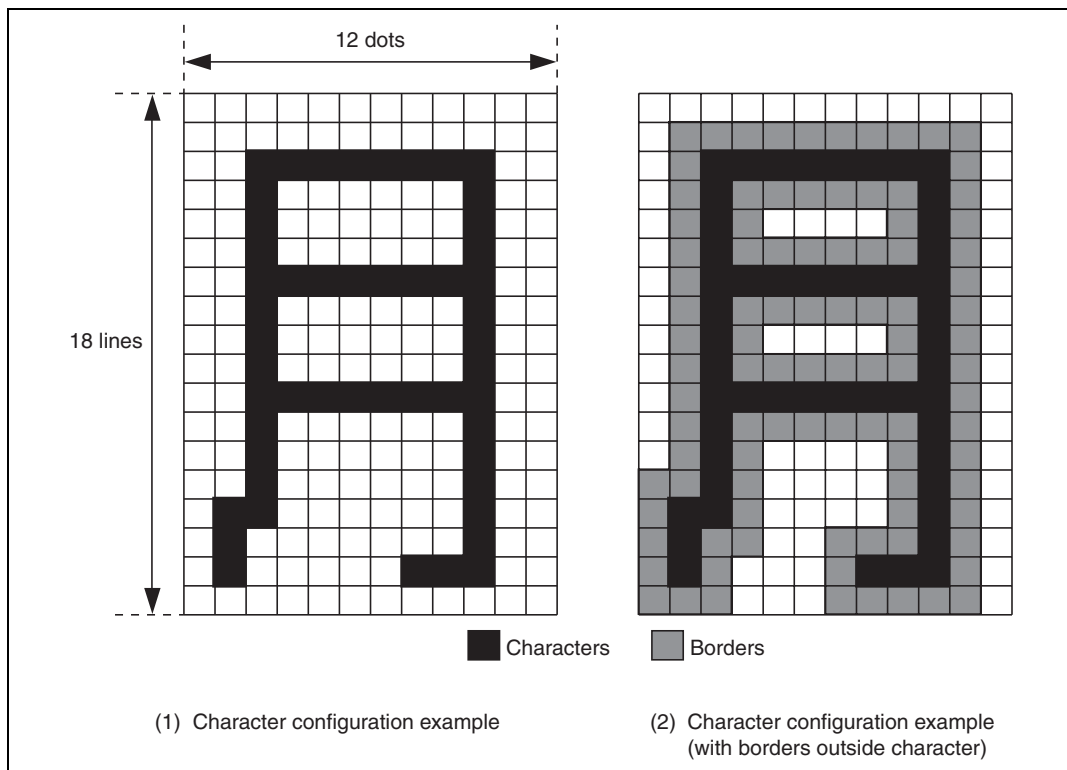 12 dots
18 lines
Characters
Borders
(1) Character configuration example
(2) Character configuration example
(with borders outside character)